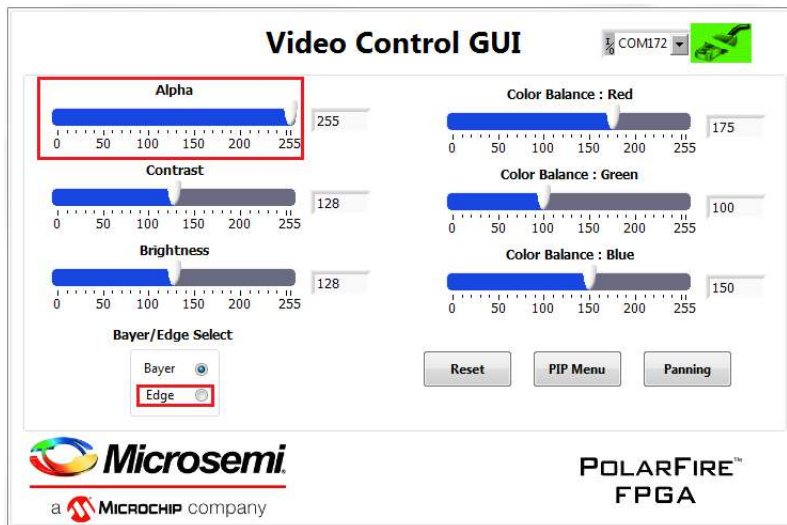 Video Control GUI
I/O COM172
Alpha
255
0 50 100 150 200 255
Contrast
128
0 50 100 150 200 255
Brightness
128
0 50 100 150 200 255
Bayer/Edge Select
Bayer
Edge
Color Balance : Red
175
0 50 100 150 200 255
Color Balance : Green
100
0 50 100 150 200 255
Color Balance : Blue
150
0 50 100 150 200 255
Reset PIP Menu Panning
Microsemi.
a MICROCHIP company
POLARFIRE™
FPGA